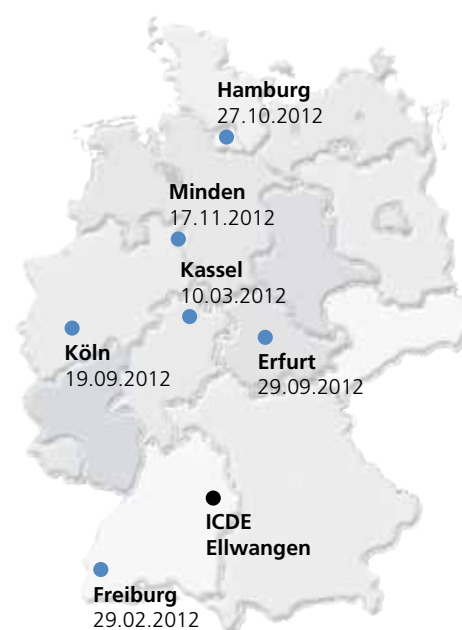 Hamburg
27.10.2012
Minden
17.11.2012
Kassel
10.03.2012
Köln
19.09.2012
Erfurt
29.09.2012
ICDE
Ellwangen
Freiburg
29.02.2012